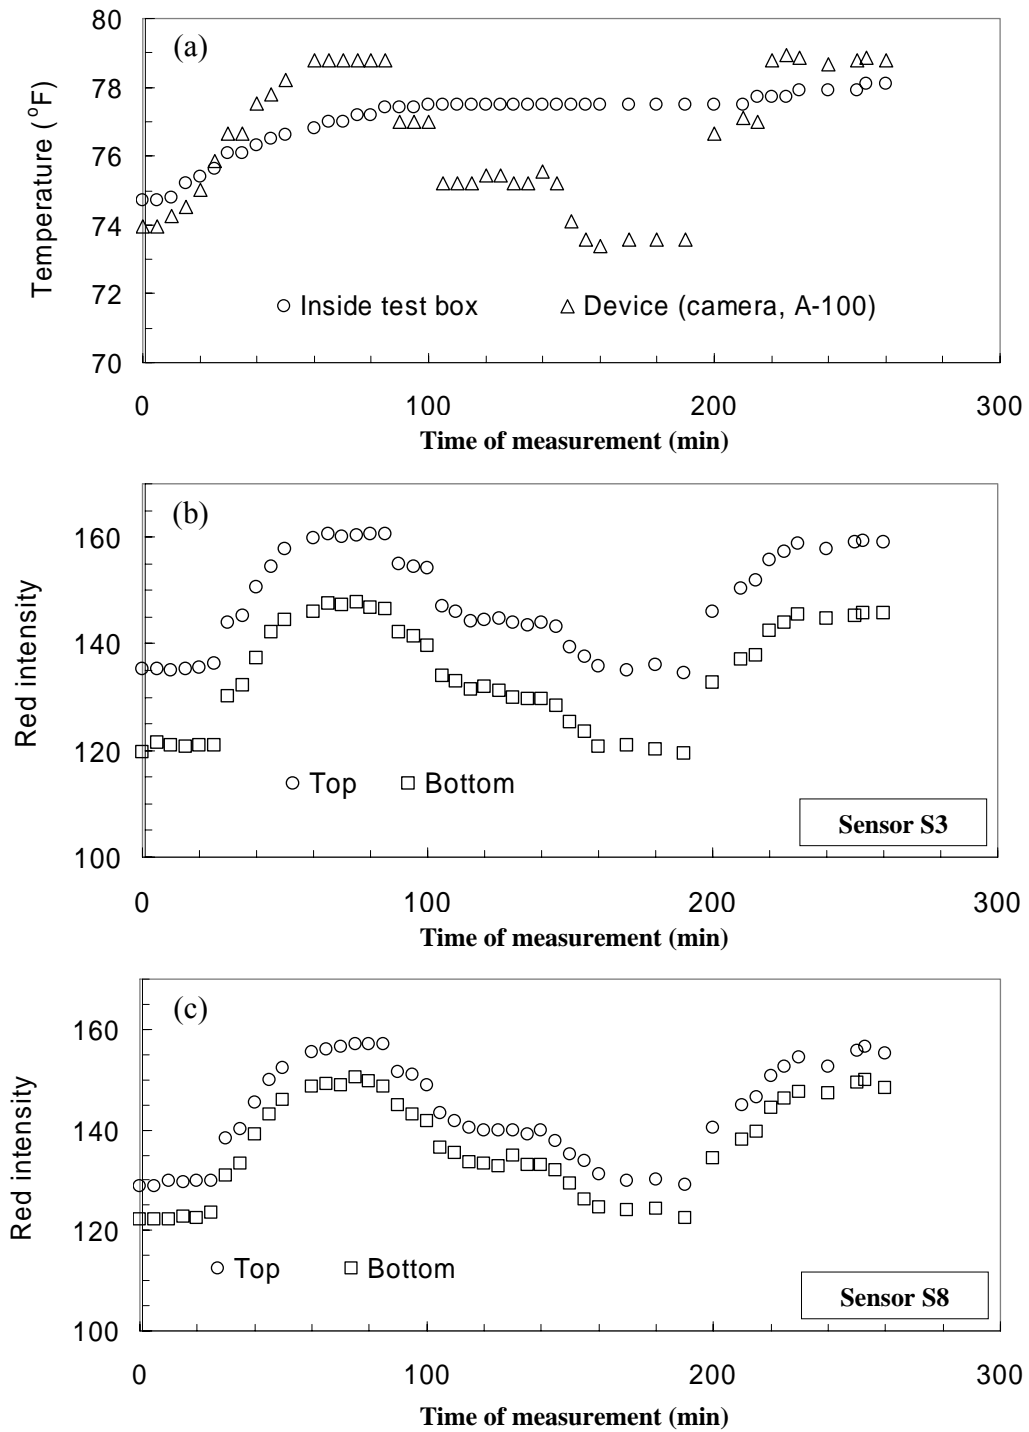 80
(a)
78
76
74
72
70
Temperature (°F)
Inside test box Device (camera, A-100)
0 100 200 300
Time of measurement (min)
(b)
160
140
120
100
Red intensity
Top Bottom
Sensor S3
0 100 200 300
Time of measurement (min)
(c)
160
140
120
100
Red intensity
Top Bottom
Sensor S8
0 100 200 300
Time of measurement (min)